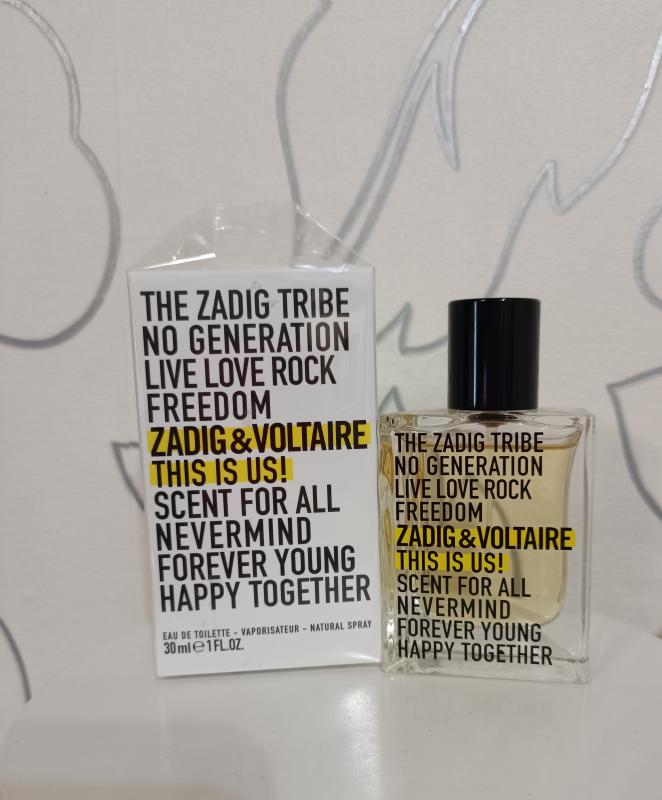 THE ZADIG TRIBE
NO GENERATION
LIVE LOVE ROCK
FREEDOM
ZADIG&VOLTAIRE
THIS IS US!
SCENT FOR ALL
NEVERMIND
FOREVER YOUNG
HAPPY TOGETHER
EAU DE TOILETTE - VAPORISATEUR - NATURAL SPRAY
30 ml ℮ 1 FL.OZ.
THE ZADIG TRIBE
NO GENERATION
LIVE LOVE ROCK
FREEDOM
ZADIG&VOLTAIRE
THIS IS US!
SCENT FOR ALL
NEVERMIND
FOREVER YOUNG
HAPPY TOGETHER